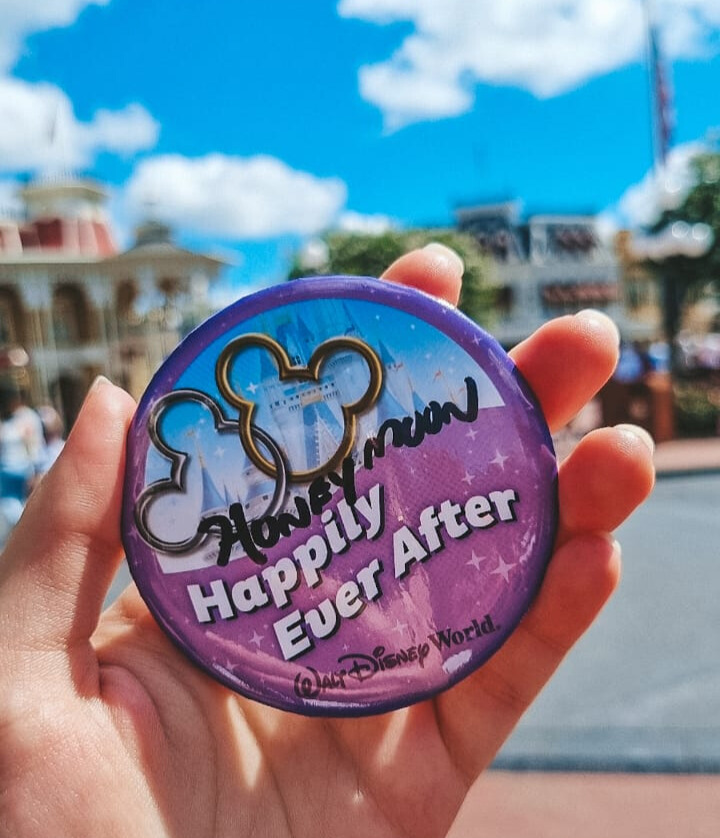 HONEYMOON
Happily
Ever After
WALT DISNEY World.